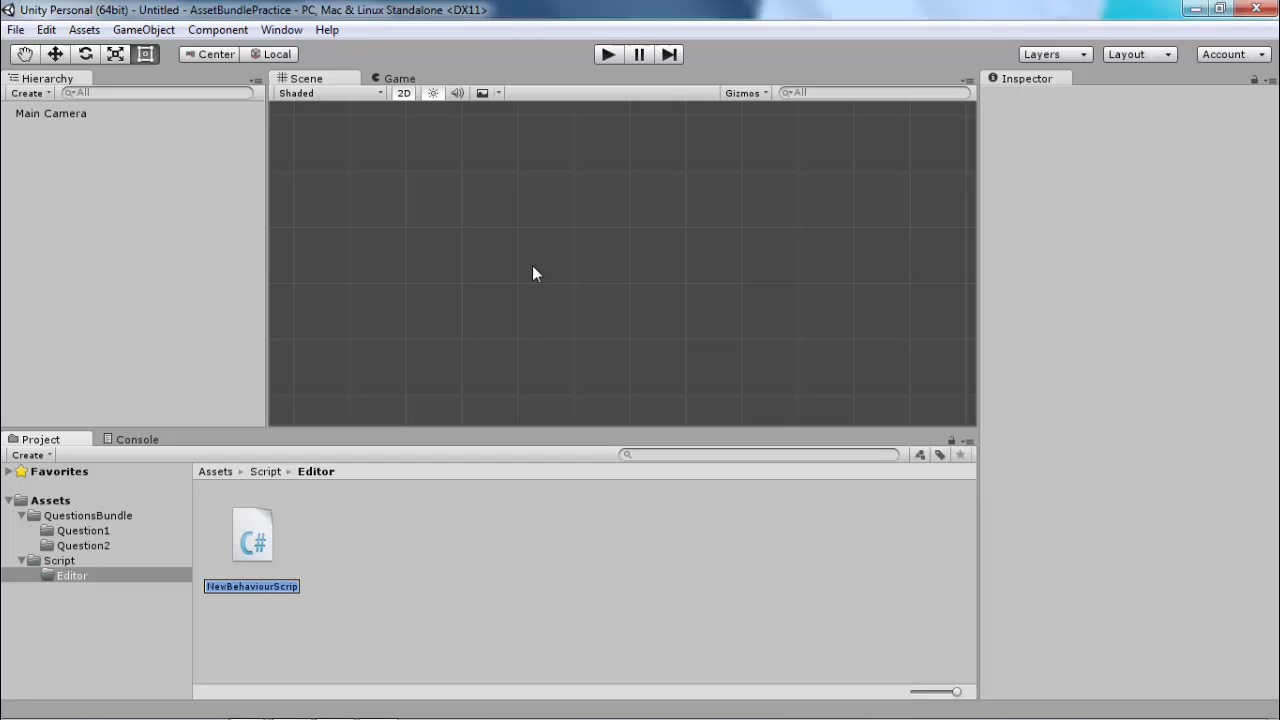 Unity Personal (64bit) - Untitled - AssetBundlePractice - PC, Mac & Linux Standalone <DX11>
File Edit Assets GameObject Component Window Help
Center Local Layers Layout Account
Hierarchy Scene Game Inspector
Create All Shaded 2D Gizmos All
Main Camera
Project Console
Create
Favorites Assets Script Editor
Assets
QuestionsBundle
Question1
Question2
Script
Editor
C#
NewBehaviourScrip